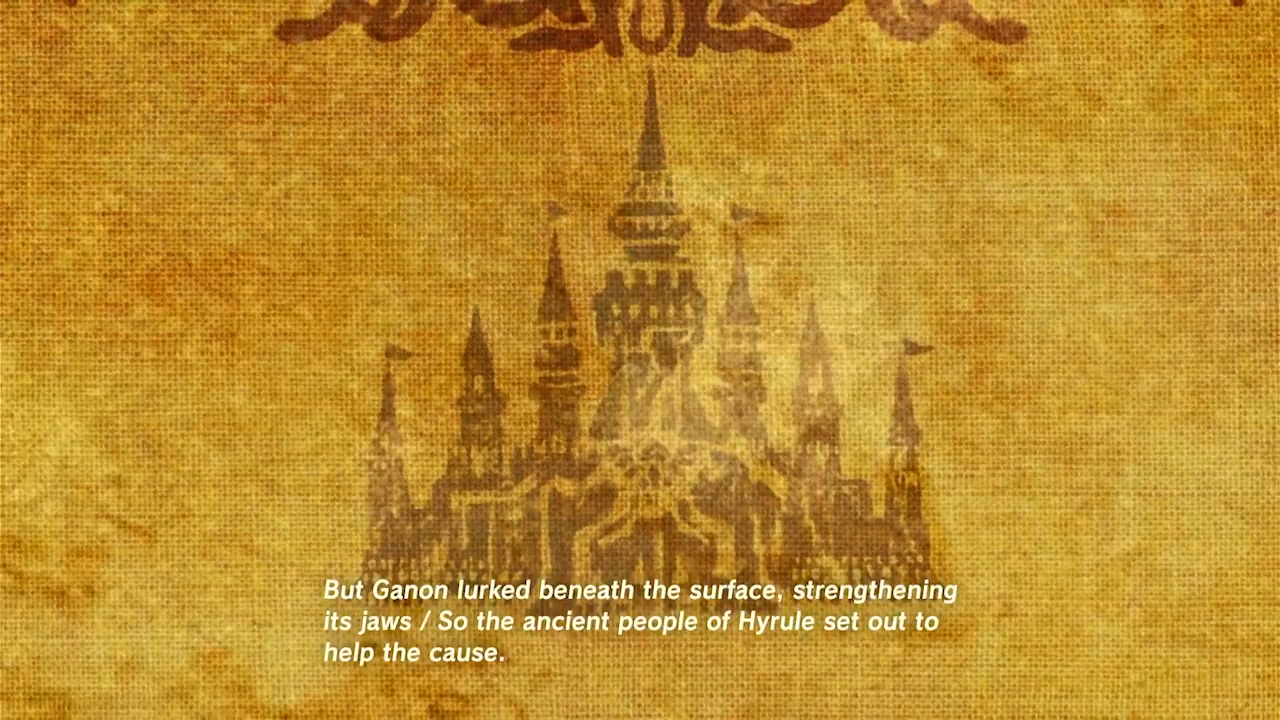 But Ganon lurked beneath the surface, strengthening
its jaws / So the ancient people of Hyrule set out to
help the cause.